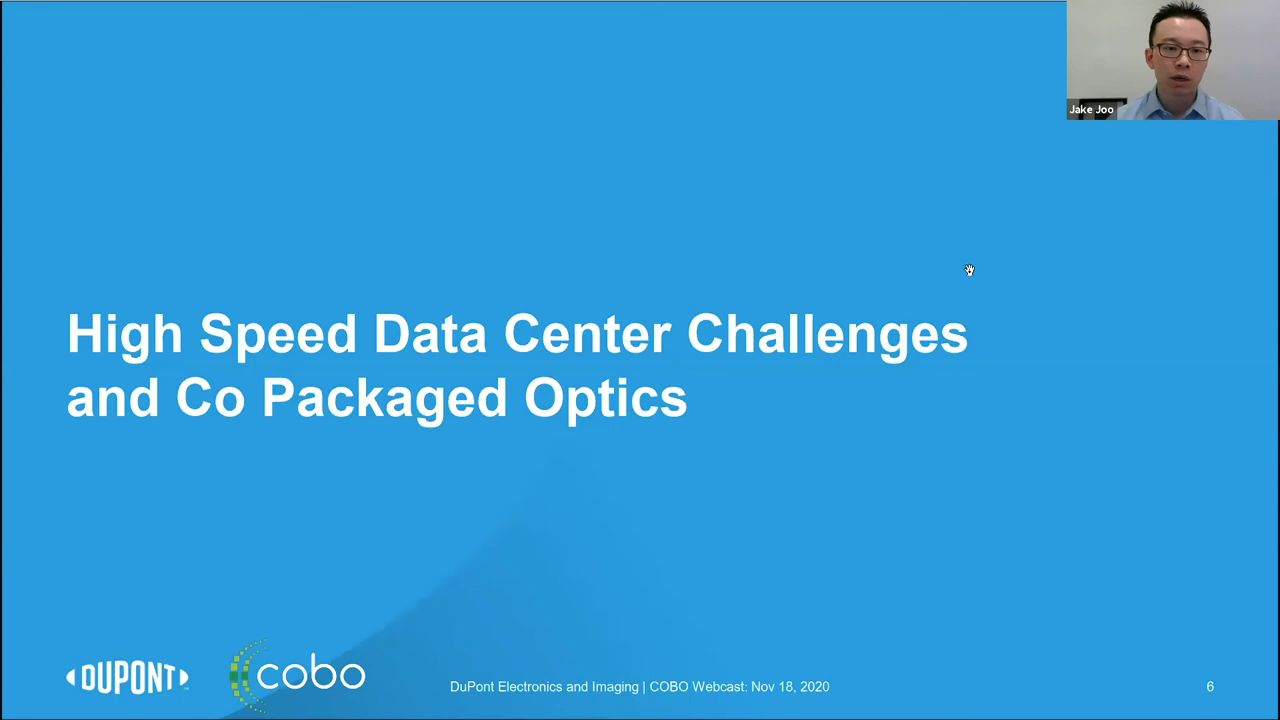 Jake Joo
High Speed Data Center Challenges
and Co Packaged Optics
DUPONT
cobo
DuPont Electronics and Imaging | COBO Webcast: Nov 18, 2020
6